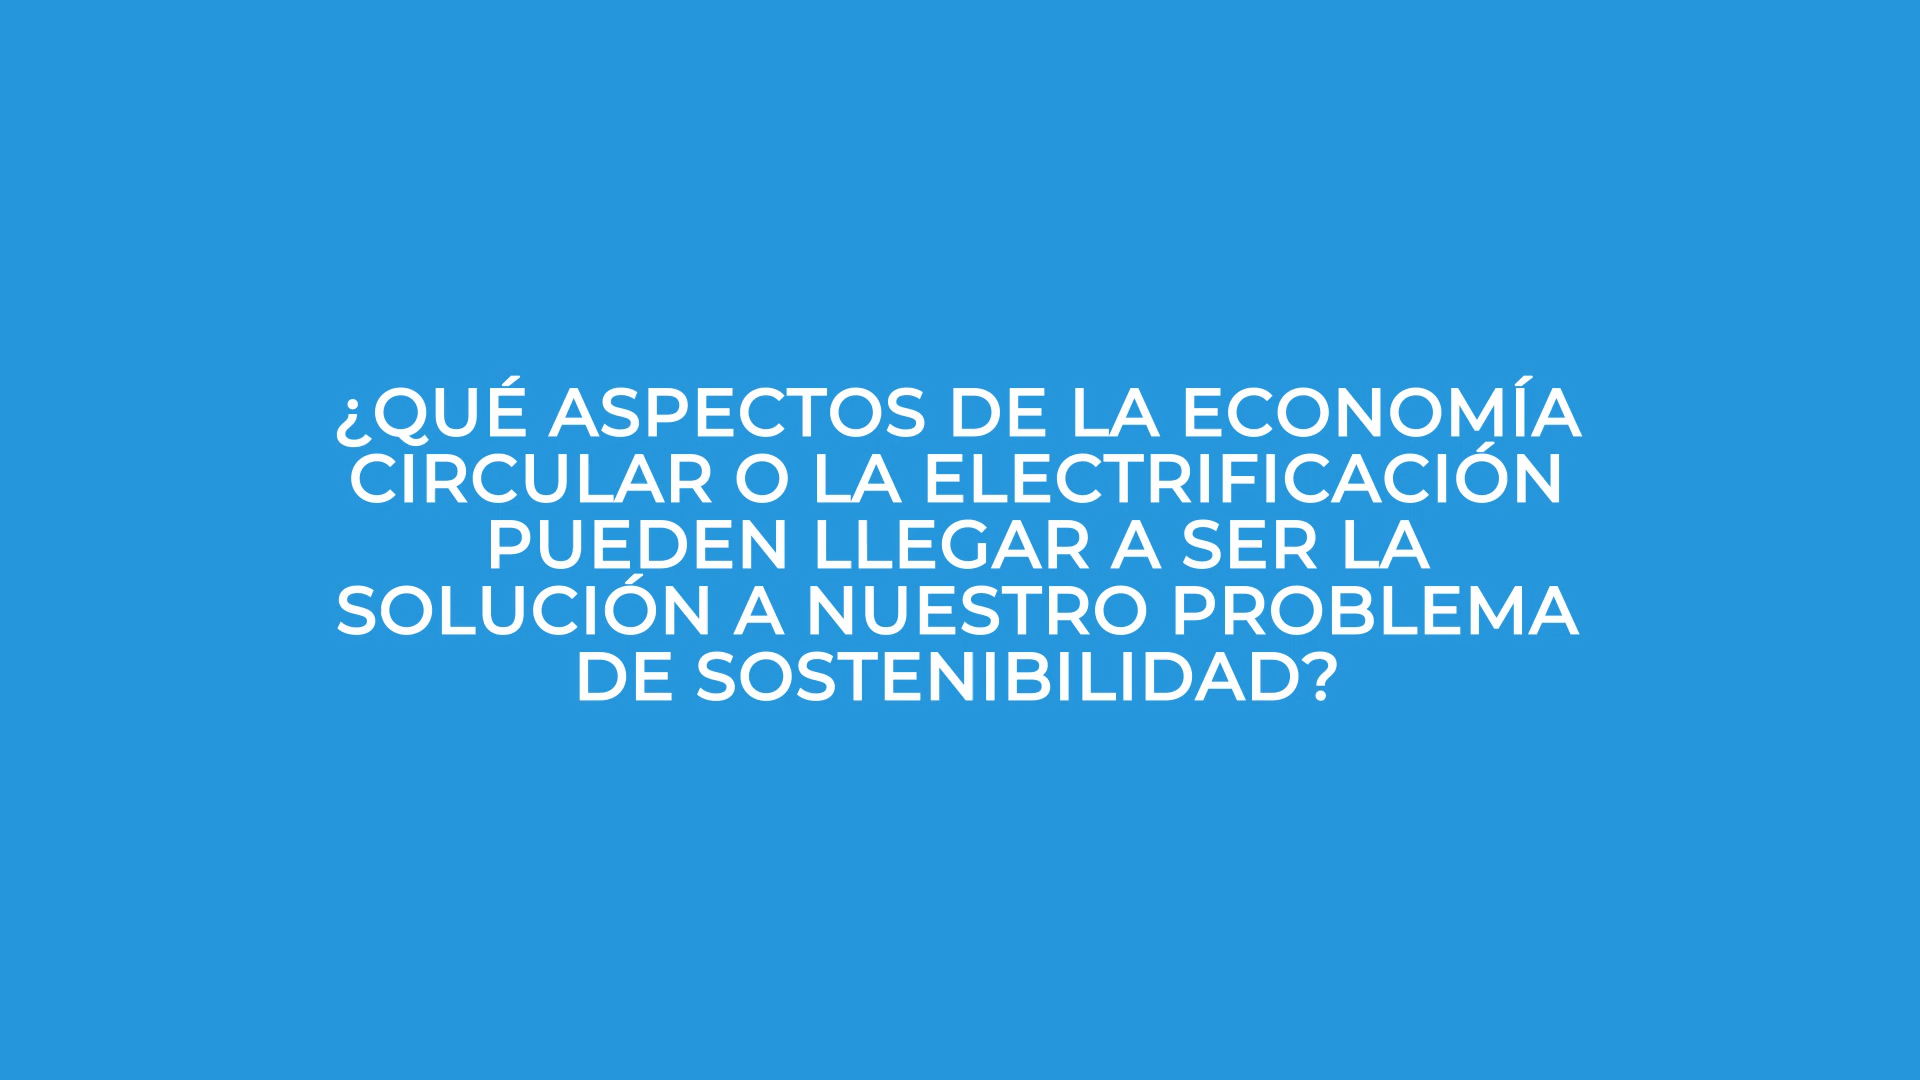 ¿QUÉ ASPECTOS DE LA ECONOMÍA
CIRCULAR O LA ELECTRIFICACIÓN
PUEDEN LLEGAR A SER LA
SOLUCIÓN A NUESTRO PROBLEMA
DE SOSTENIBILIDAD?